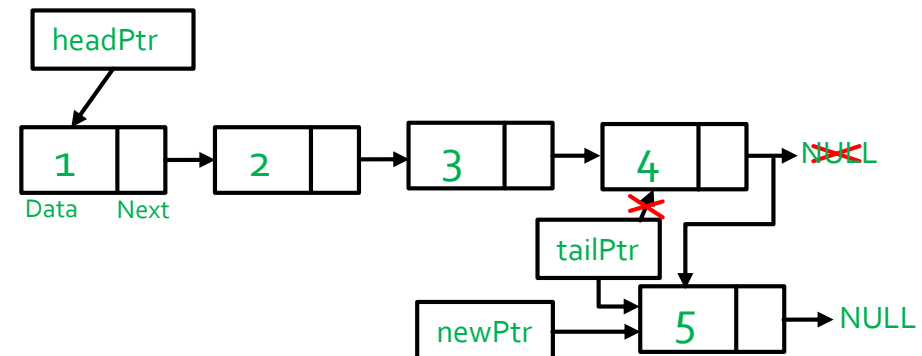 headPtr
1
2
3
4
NULL
Data
Next
tailPtr
5
NULL
newPtr